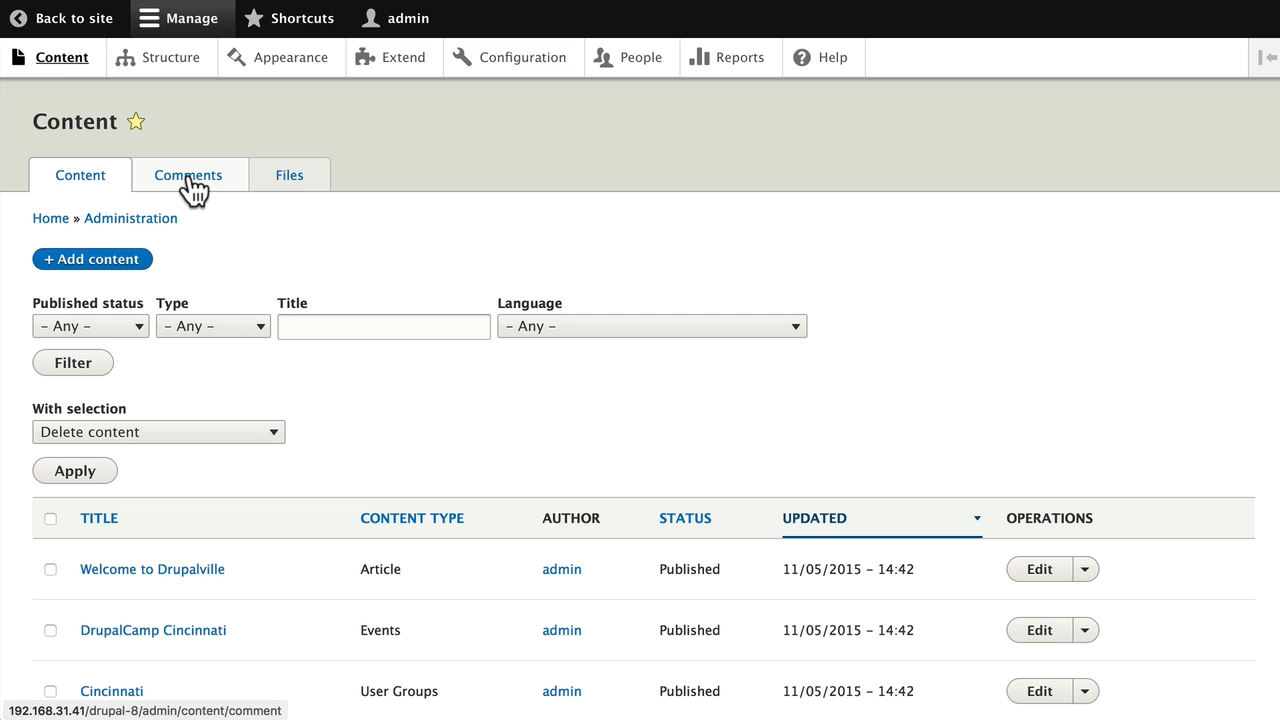 Back to site Manage Shortcuts admin
Content Structure Appearance Extend Configuration People Reports Help
Content
Content Comments Files
Home » Administration
+ Add content
Published status Type Title Language
- Any - - Any - - Any -
Filter
With selection
Delete content
Apply
TITLE CONTENT TYPE AUTHOR STATUS UPDATED OPERATIONS
Welcome to Drupalville Article admin Published 11/05/2015 - 14:42 Edit
DrupalCamp Cincinnati Events admin Published 11/05/2015 - 14:42 Edit
Cincinnati User Groups admin Published 11/05/2015 - 14:42 Edit
192.168.31.41/drupal-8/admin/content/comment